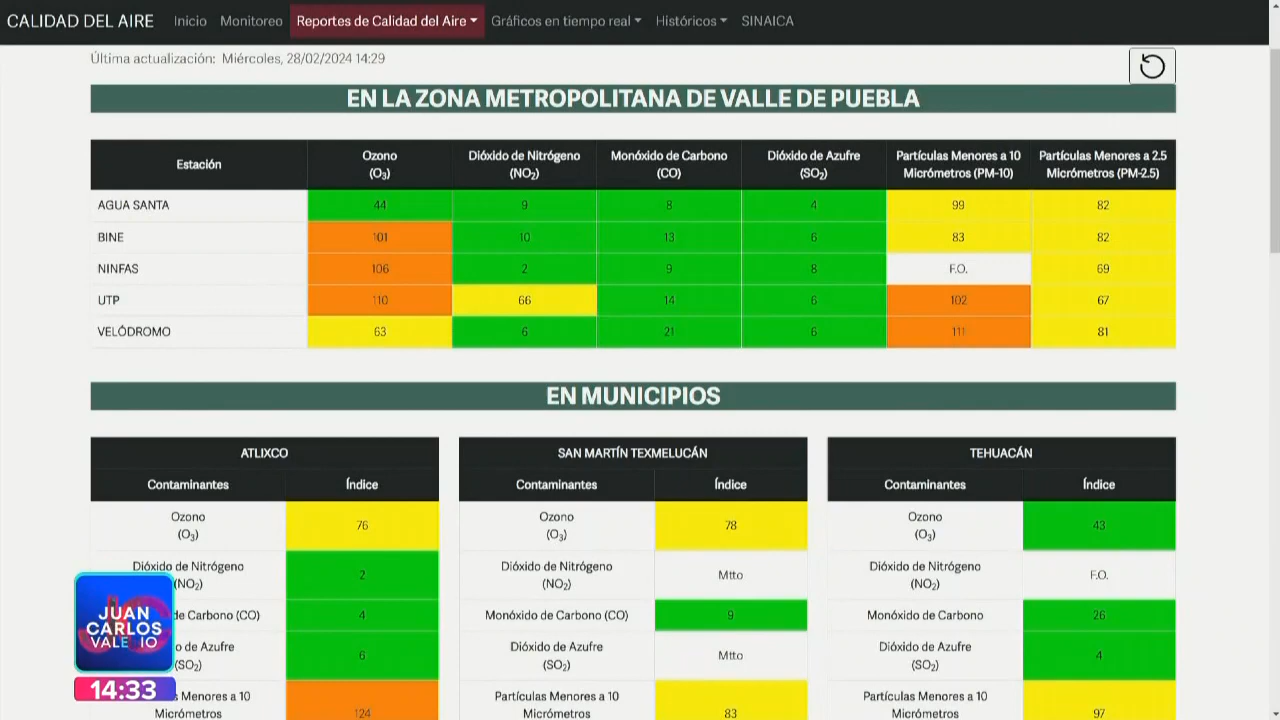 CALIDAD DEL AIRE Inicio Monitoreo Reportes de Calidad del Aire Gráficos en tiempo real Históricos SINAICA
Última actualización: Miércoles, 28/02/2024 14:29
EN LA ZONA METROPOLITANA DE VALLE DE PUEBLA
Estación Ozono (O3) Dióxido de Nitrógeno (NO2) Monóxido de Carbono (CO) Dióxido de Azufre (SO2) Partículas Menores a 10 Micrómetros (PM-10) Partículas Menores a 2.5 Micrómetros (PM-2.5)
AGUA SANTA 44 9 8 4 99 82
BINE 101 10 13 6 83 82
NINFAS 106 2 9 8 F.O. 69
UTP 110 66 14 6 102 67
VELÓDROMO 63 6 21 6 111 81
EN MUNICIPIOS
ATLIXCO
Contaminantes Índice
Ozono (O3) 76
Dióxido de Nitrógeno (NO2) 2
de Carbono (CO) 4
o de Azufre (SO2) 6
s Menores a 10 Micrómetros 124
SAN MARTÍN TEXMELUCÁN
Contaminantes Índice
Ozono (O3) 78
Dióxido de Nitrógeno (NO2) Mtto
Monóxido de Carbono (CO) 9
Dióxido de Azufre (SO2) Mtto
Partículas Menores a 10 Micrómetros 83
TEHUACÁN
Contaminantes Índice
Ozono (O3) 43
Dióxido de Nitrógeno (NO2) F.O.
Monóxido de Carbono 26
Dióxido de Azufre (SO2) 4
Partículas Menores a 10 Micrómetros 97
JUAN
CARLOS
14:33